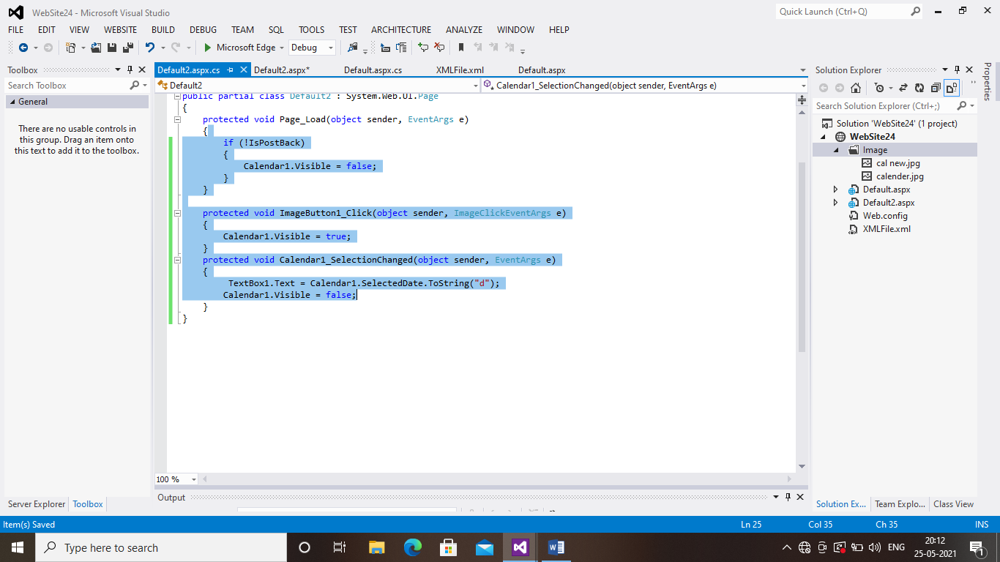 WebSite24 - Microsoft Visual Studio
Quick Launch (Ctrl+Q)
FILE EDIT VIEW WEBSITE BUILD DEBUG TEAM SQL TOOLS TEST ARCHITECTURE ANALYZE WINDOW HELP
Microsoft Edge Debug
Toolbox
Search Toolbox
General
There are no usable controls in
this group. Drag an item onto
this text to add it to the toolbox.
Server Explorer Toolbox
Default2.aspx.cs Default2.aspx* Default.aspx.cs XMLFile.xml Default.aspx
Default2 Calendar1_SelectionChanged(object sender, EventArgs e)
public partial class Default2 : System.Web.UI.Page
{
protected void Page_Load(object sender, EventArgs e)
{
if (!IsPostBack)
{
Calendar1.Visible = false;
}
}
protected void ImageButton1_Click(object sender, ImageClickEventArgs e)
{
Calendar1.Visible = true;
}
protected void Calendar1_SelectionChanged(object sender, EventArgs e)
{
TextBox1.Text = Calendar1.SelectedDate.ToString("d");
Calendar1.Visible = false;
}
}
100 %
Output
Solution Explorer
Search Solution Explorer (Ctrl+;)
Solution 'WebSite24' (1 project)
WebSite24
Image
cal new.jpg
calender.jpg
Default.aspx
Default2.aspx
Web.config
XMLFile.xml
Solution Ex... Team Explo... Class View
Properties
Item(s) Saved Ln 25 Col 35 Ch 35 INS
Type here to search
ENG
20:12
25-05-2021
1